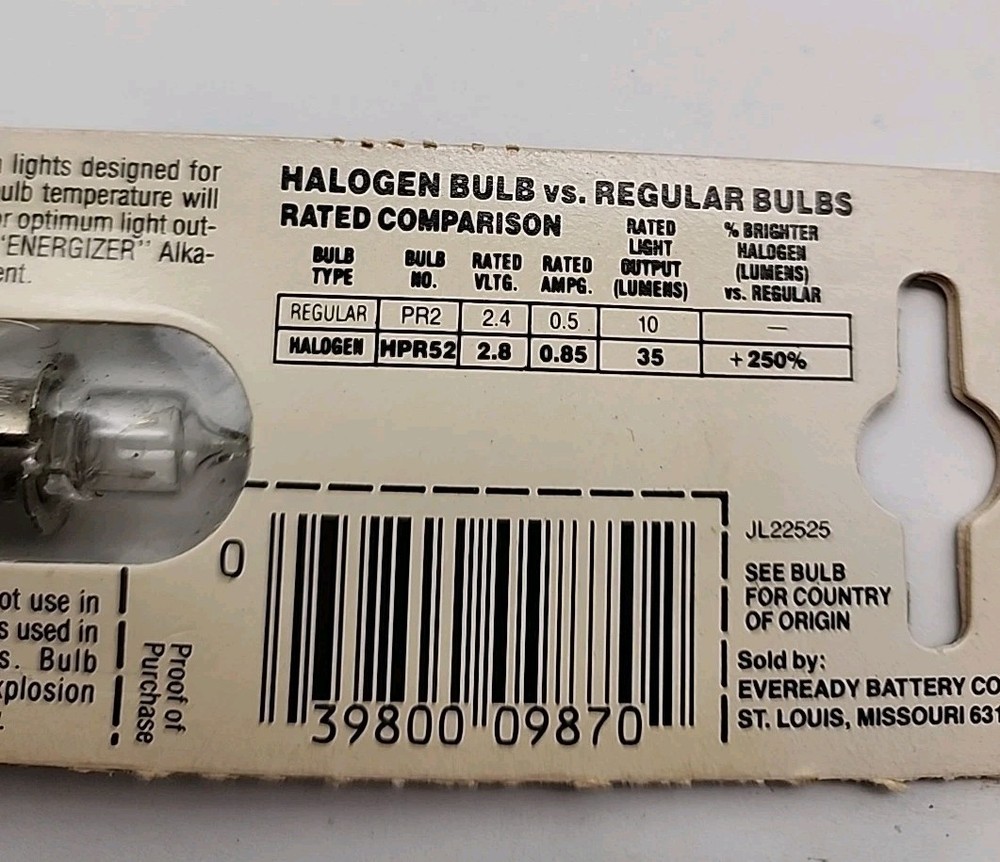 lights designed for
ulb temperature will
r optimum light out-
"ENERGIZER" Alka-
ent.
HALOGEN BULB vs. REGULAR BULBS
RATED COMPARISON
BULB TYPE BULB NO. RATED VLTG. RATED AMPG. RATED LIGHT OUTPUT (LUMENS) % BRIGHTER HALOGEN (LUMENS) vs. REGULAR
REGULAR PR2 2.4 0.5 10 —
HALOGEN HPR52 2.8 0.85 35 +250%
ot use in
s used in
s. Bulb
xplosion
Proof of
Purchase
0 39800 09870
JL22525
SEE BULB
FOR COUNTRY
OF ORIGIN
Sold by:
EVEREADY BATTERY CO
ST. LOUIS, MISSOURI 631